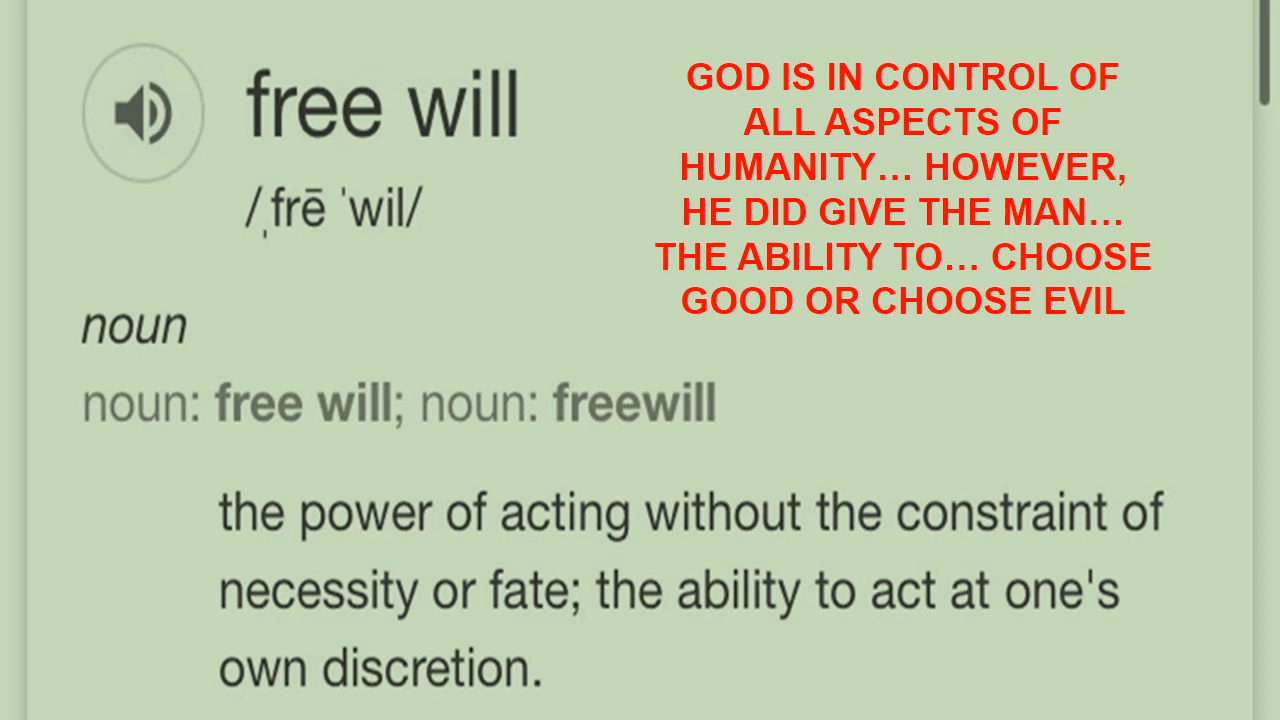 free will
/ˌfrē ˈwil/
noun
noun: free will; noun: freewill
the power of acting without the constraint of
necessity or fate; the ability to act at one's
own discretion.
GOD IS IN CONTROL OF
ALL ASPECTS OF
HUMANITY... HOWEVER,
HE DID GIVE THE MAN...
THE ABILITY TO... CHOOSE
GOOD OR CHOOSE EVIL